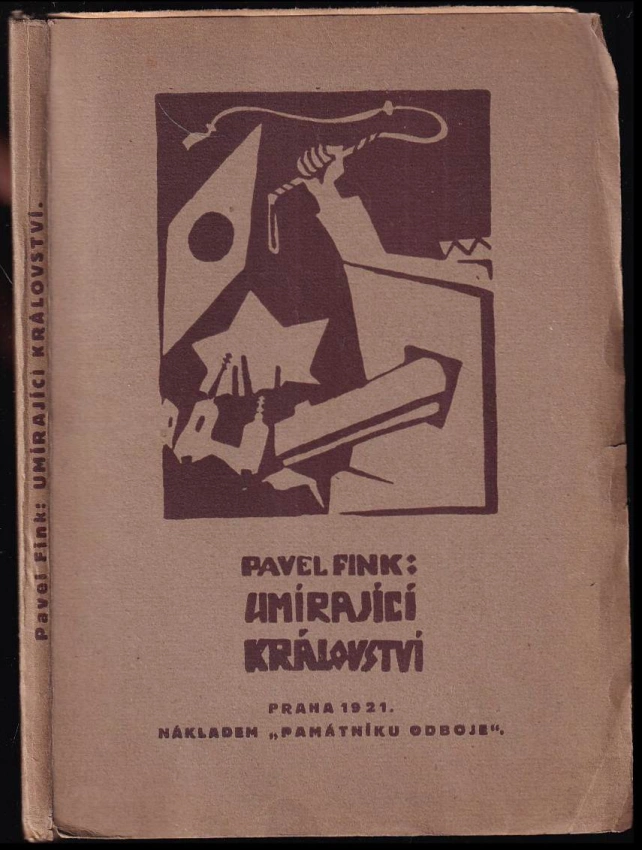 Pavel Fink: UMÍRAJÍCÍ KRÁLOVSTVÍ.
PAVEL FINK:
UMÍRAJÍCÍ
KRÁLOVSTVÍ
PRAHA 1921.
NÁKLADEM „PAMÁTNÍKU ODBOJE“.